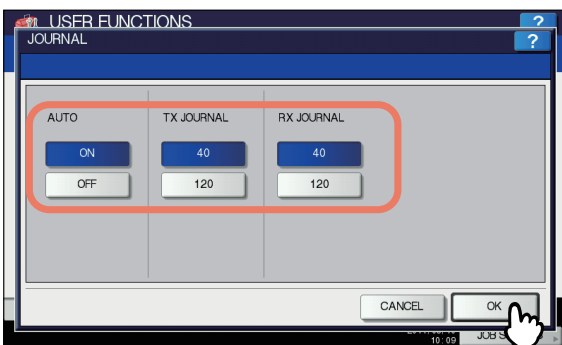 USER FUNCTIONS ?
JOURNAL ?
AUTO TX JOURNAL RX JOURNAL
ON 40 40
OFF 120 120
CANCEL OK
10:09 JOB S